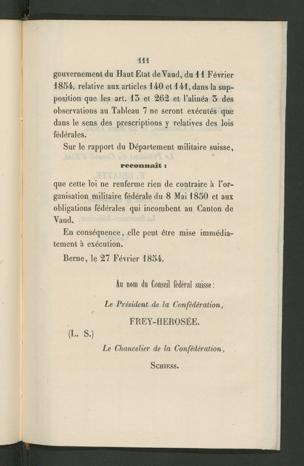 111
gouvernement du Haut Etat de Vaud, du 11 Février
1854, relative aux articles 140 et 141, dans la sup-
position que les art. 13 et 262 et l'alinéa 3 des
observations au Tableau 7 ne seront exécutés que
dans le sens des prescriptions y relatives des lois
fédérales.
Sur le rapport du Département militaire suisse,
reconnaît :
que cette loi ne renferme rien de contraire à l'or-
ganisation militaire fédérale du 8 Mai 1850 et aux
obligations fédérales qui incombent au Canton de
Vaud.
En conséquence, elle peut être mise immédia-
tement à exécution.
Berne, le 27 Février 1854.
Au nom du Conseil fédéral suisse :
Le Président de la Confédération,
FREY-HEROSÉE.
(L. S.)
Le Chancelier de la Confédération,
SCHIESS.